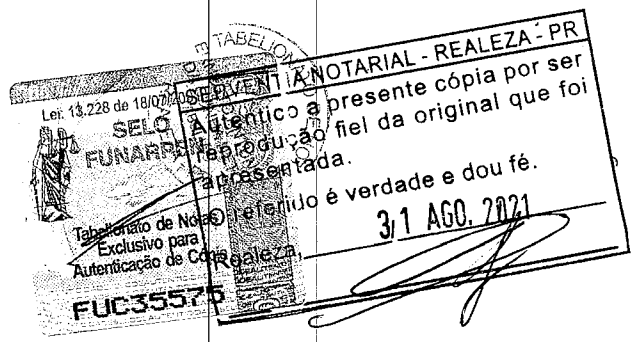 TABELION
SERVENTIA NOTARIAL - REALEZA - PR
Autentico a presente cópia por ser
reprodução fiel da original que foi
apresentada.
O referido é verdade e dou fé.
31 AGO. 2021
Realeza,
Lei: 13.228 de 18/07/20
SELO
FUNARPEN
Tabelionato de Notas
Exclusivo para
Autenticação de
FUC35575